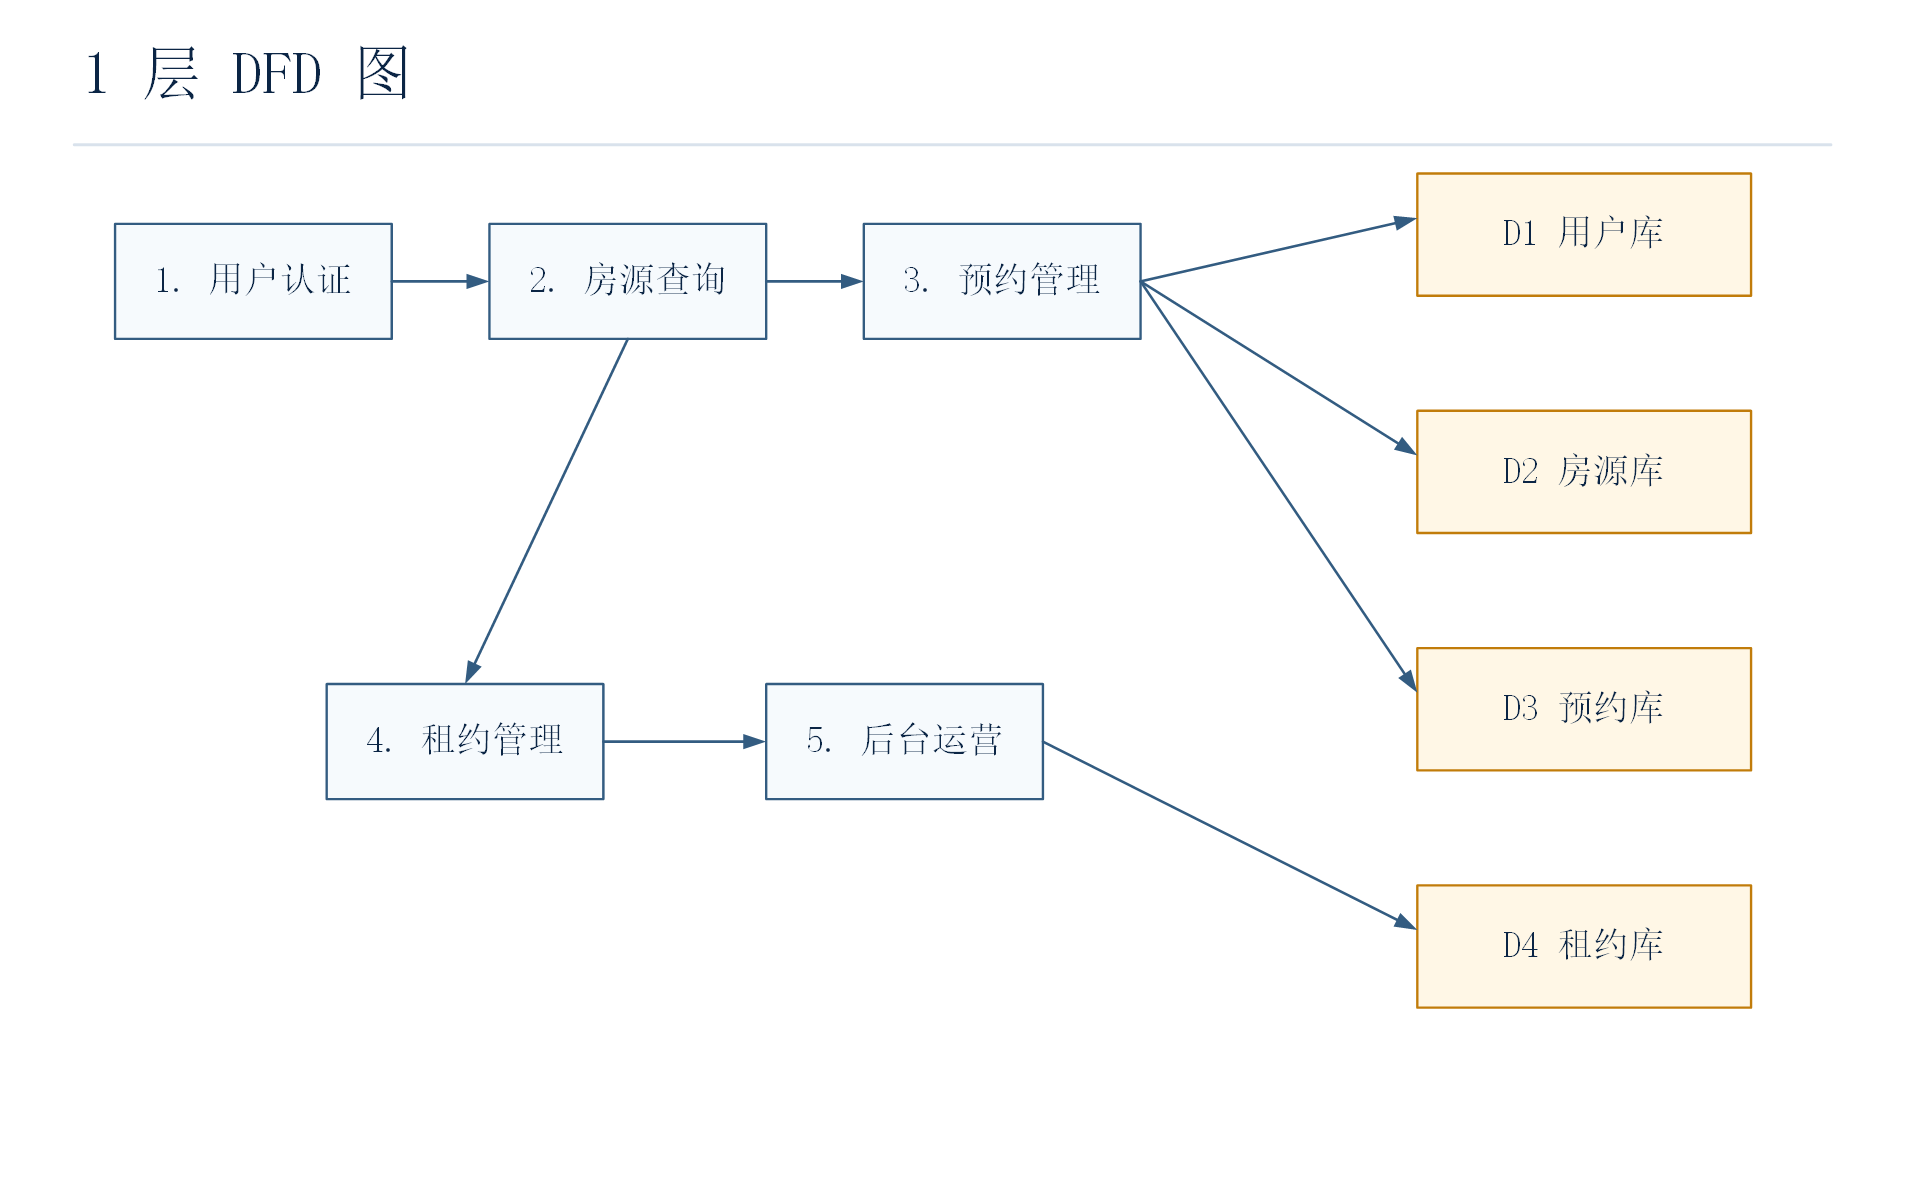 1 层 DFD 图
1. 用户认证
2. 房源查询
3. 预约管理
D1 用户库
D2 房源库
D3 预约库
4. 租约管理
5. 后台运营
D4 租约库